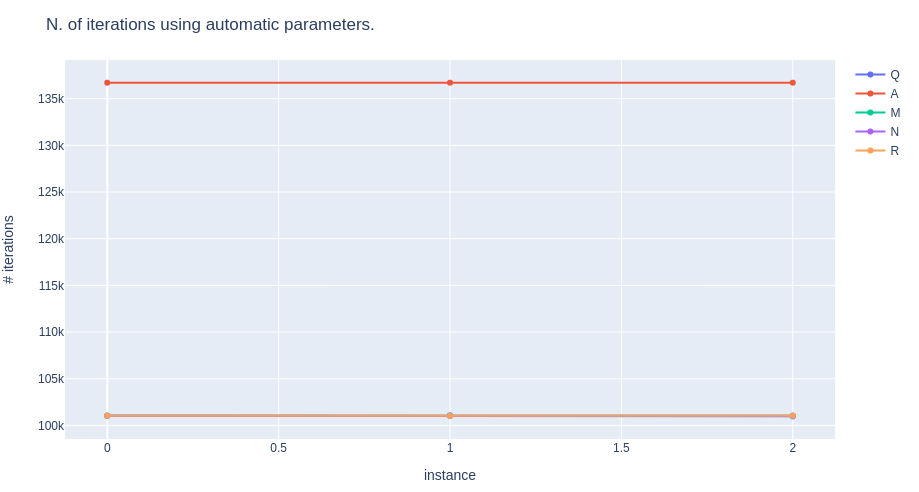 N. of iterations using automatic parameters.
Q
A
M
N
R
135k
130k
125k
120k
115k
110k
105k
100k
# iterations
0
0.5
1
1.5
2
instance